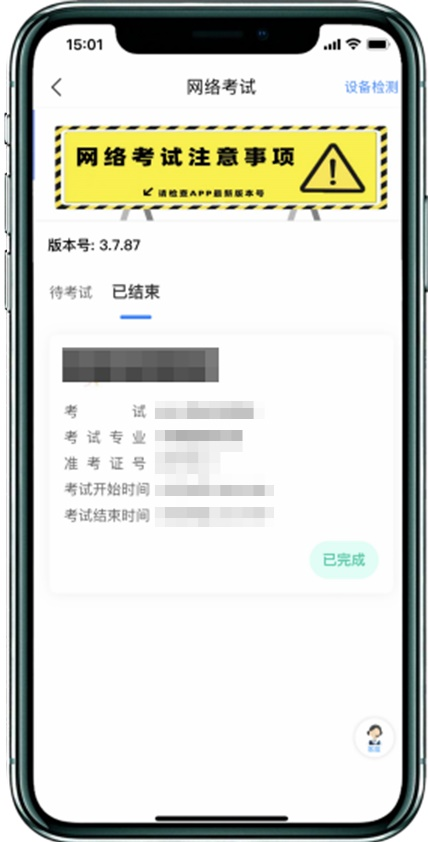 15:01
网络考试
设备检测
网络考试注意事项
请检查APP最新版本号
版本号: 3.7.87
待考试
已结束
考 试
考试专业
准考证号
考试开始时间
考试结束时间
已完成
客服